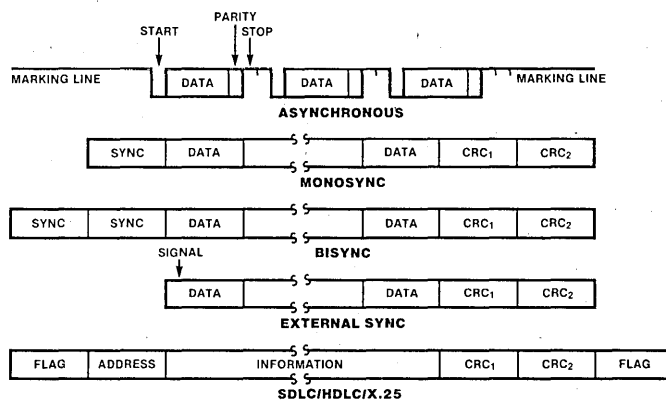 PARITY
START STOP
MARKING LINE DATA DATA DATA MARKING LINE
ASYNCHRONOUS
SYNC DATA DATA CRC1 CRC2
MONOSYNC
SYNC SYNC DATA DATA CRC1 CRC2
BISYNC
SIGNAL
DATA DATA CRC1 CRC2
EXTERNAL SYNC
FLAG ADDRESS INFORMATION CRC1 CRC2 FLAG
SDLC/HDLC/X.25